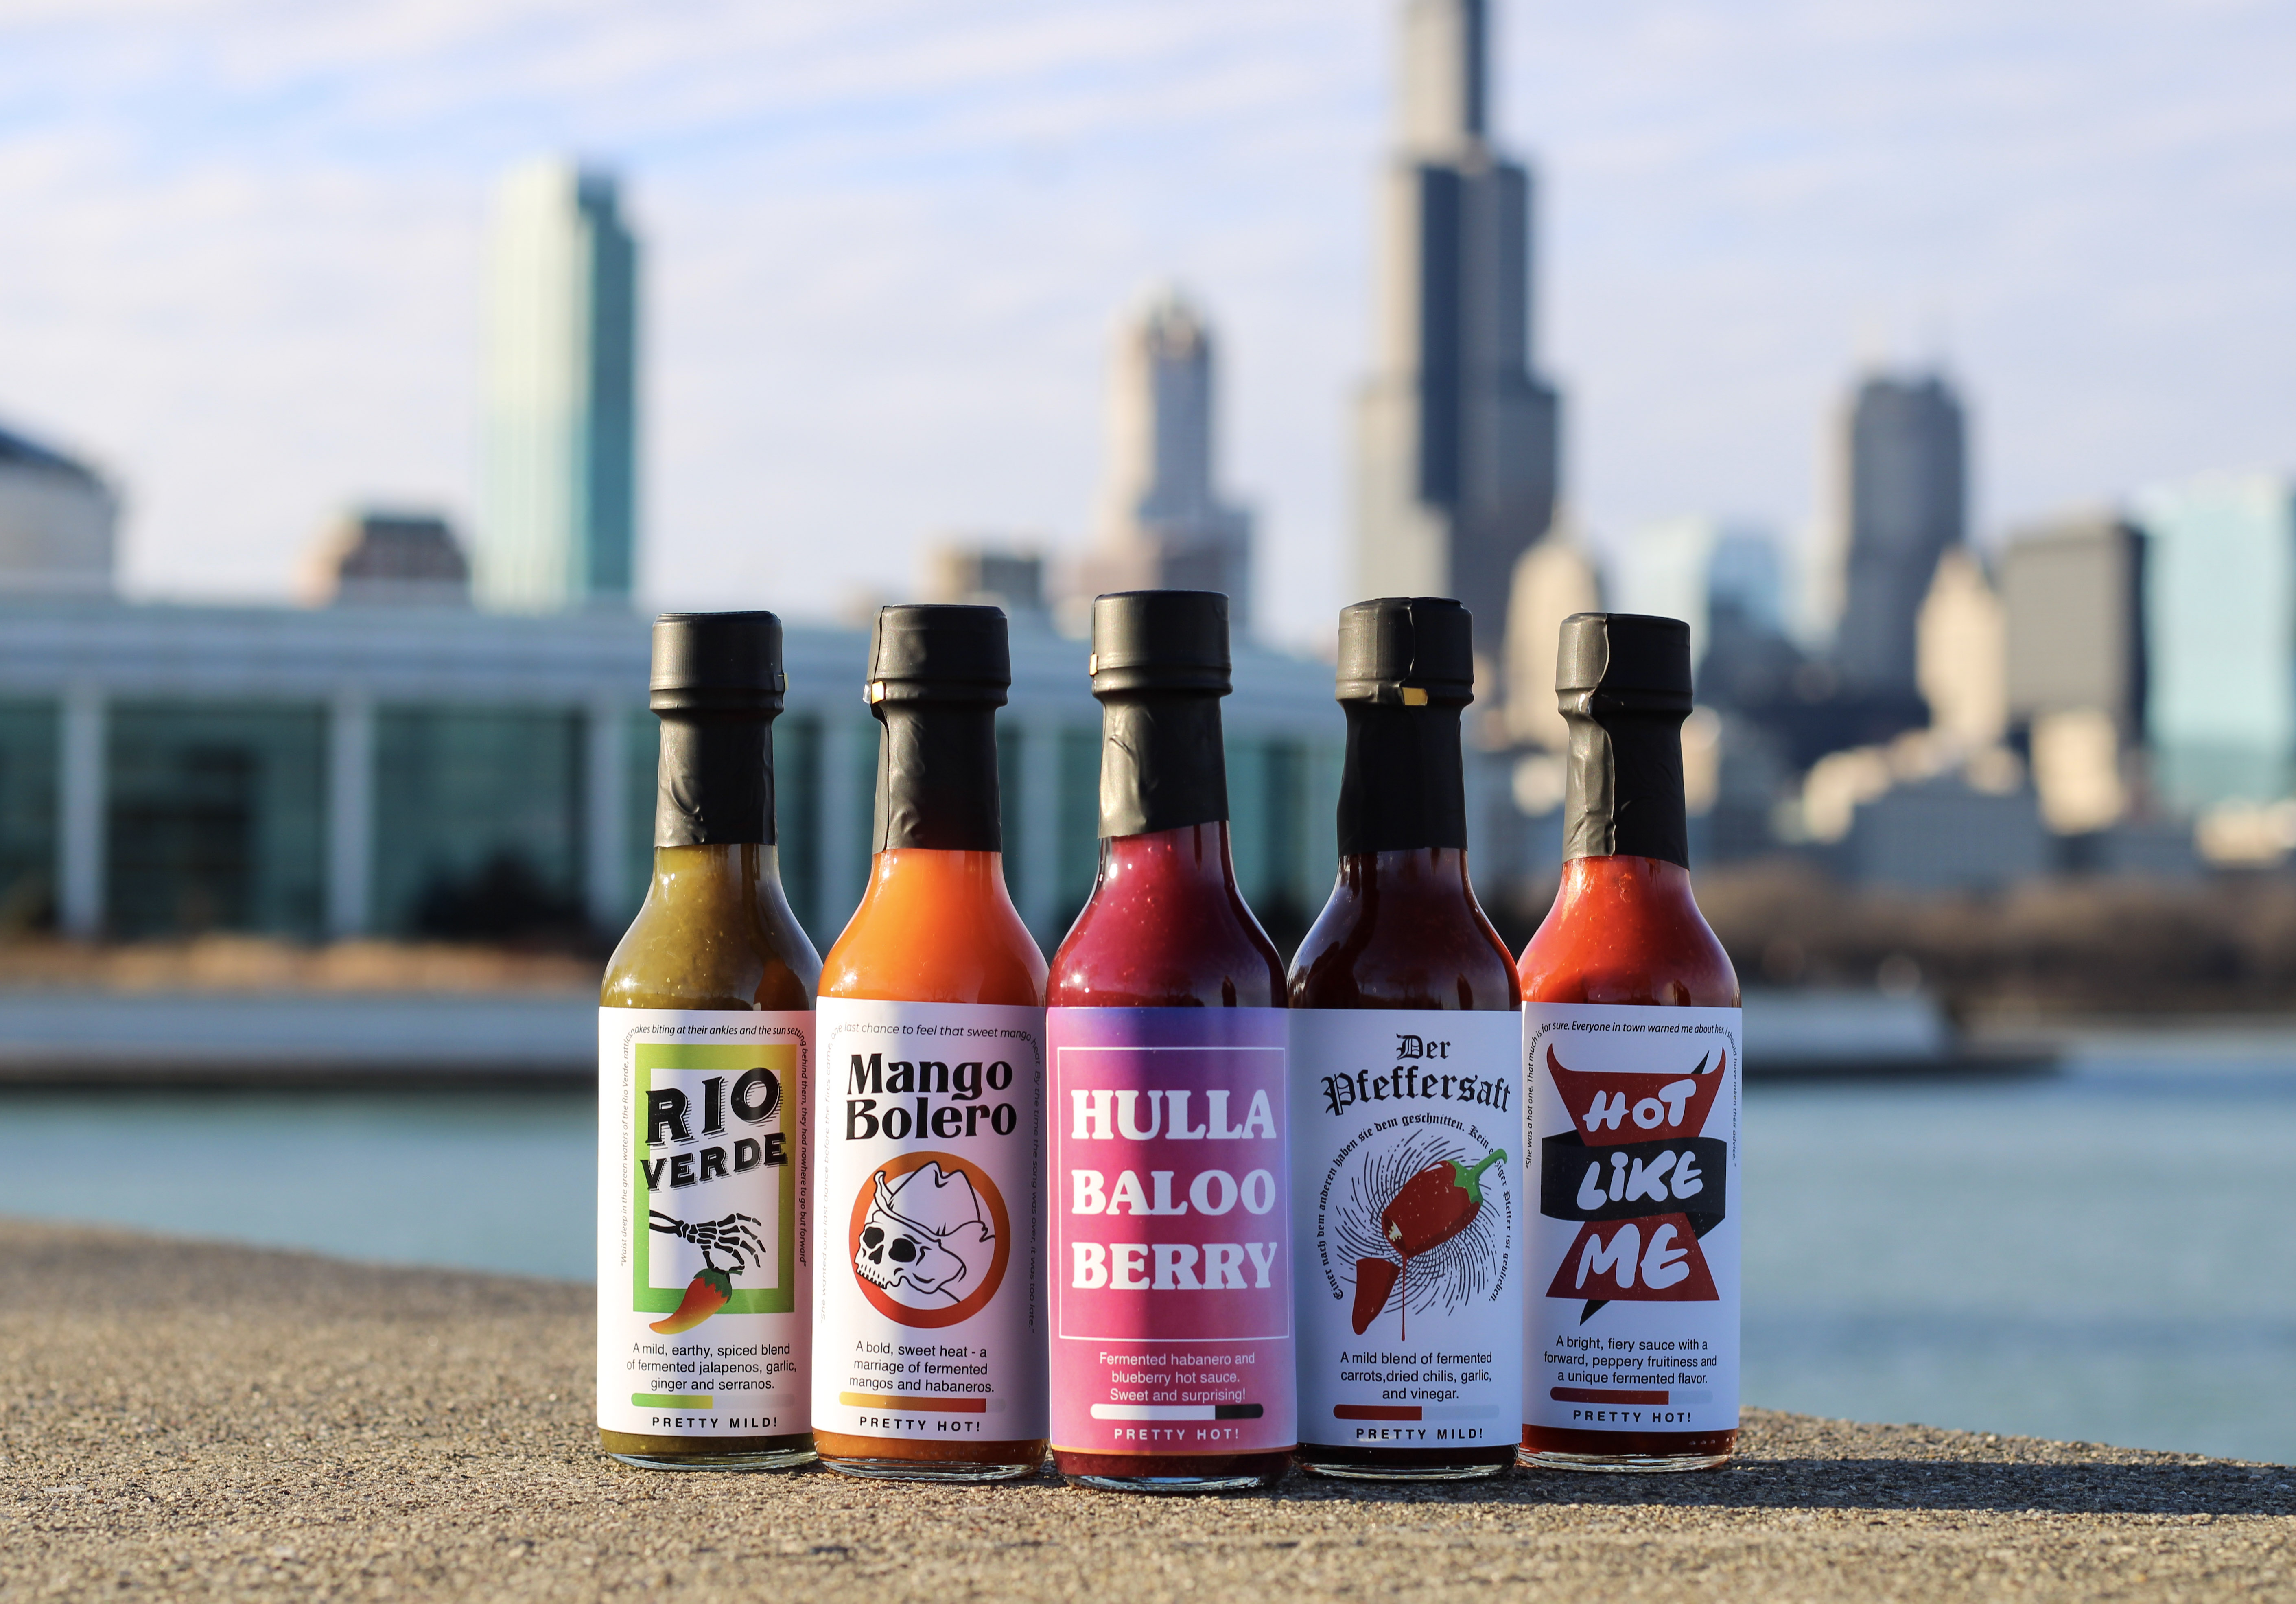 "Waist deep in the green waters of the Rio Verde, rattlesnakes biting at their ankles and the sun setting behind them, they had nowhere to go but forward"
RIO
VERDE
A mild, earthy, spiced blend
of fermented jalapenos, garlic,
ginger and serranos.
PRETTY MILD!
last chance to feel that sweet mango heat. By the time the song was over, it was too late."
Mango
Bolero
A bold, sweet heat - a
marriage of fermented
mangos and habaneros.
PRETTY HOT!
HULLA
BALOO
BERRY
Fermented habanero and
blueberry hot sauce.
Sweet and surprising!
PRETTY HOT!
Der
Pfeffersaft
Einer nach dem anderen haben sie dem geschnitten. Kein Pfeffer ist geblieben.
A mild blend of fermented
carrots,dried chilis, garlic,
and vinegar.
PRETTY MILD!
"She was a hot one. That much is for sure. Everyone in town warned me about her, I should have taken their advice."
HOT
LIKE
ME
A bright, fiery sauce with a
forward, peppery fruitiness and
a unique fermented flavor.
PRETTY HOT!